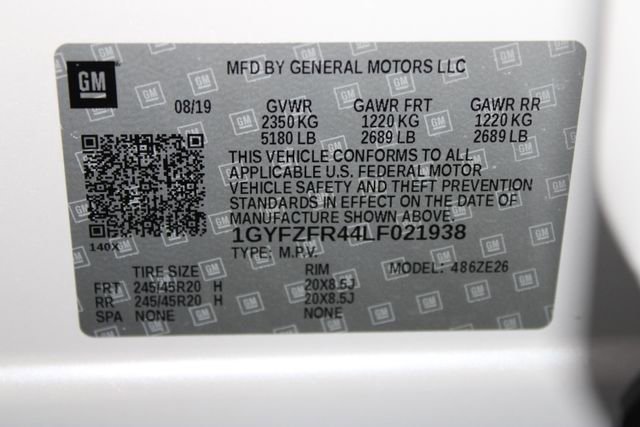 GM
MFD BY GENERAL MOTORS LLC
08/19 GVWR GAWR FRT GAWR RR
2350 KG 1220 KG 1220 KG
5180 LB 2689 LB 2689 LB
THIS VEHICLE CONFORMS TO ALL
APPLICABLE U.S. FEDERAL MOTOR
VEHICLE SAFETY AND THEFT PREVENTION
STANDARDS IN EFFECT ON THE DATE OF
MANUFACTURE SHOWN ABOVE.
140X 1GYFZFR44LF021938
TYPE: M.P.V. MODEL: 486ZE26
TIRE SIZE RIM
FRT 245/45R20 H 20X8.5J
RR 245/45R20 H 20X8.5J
SPA NONE NONE